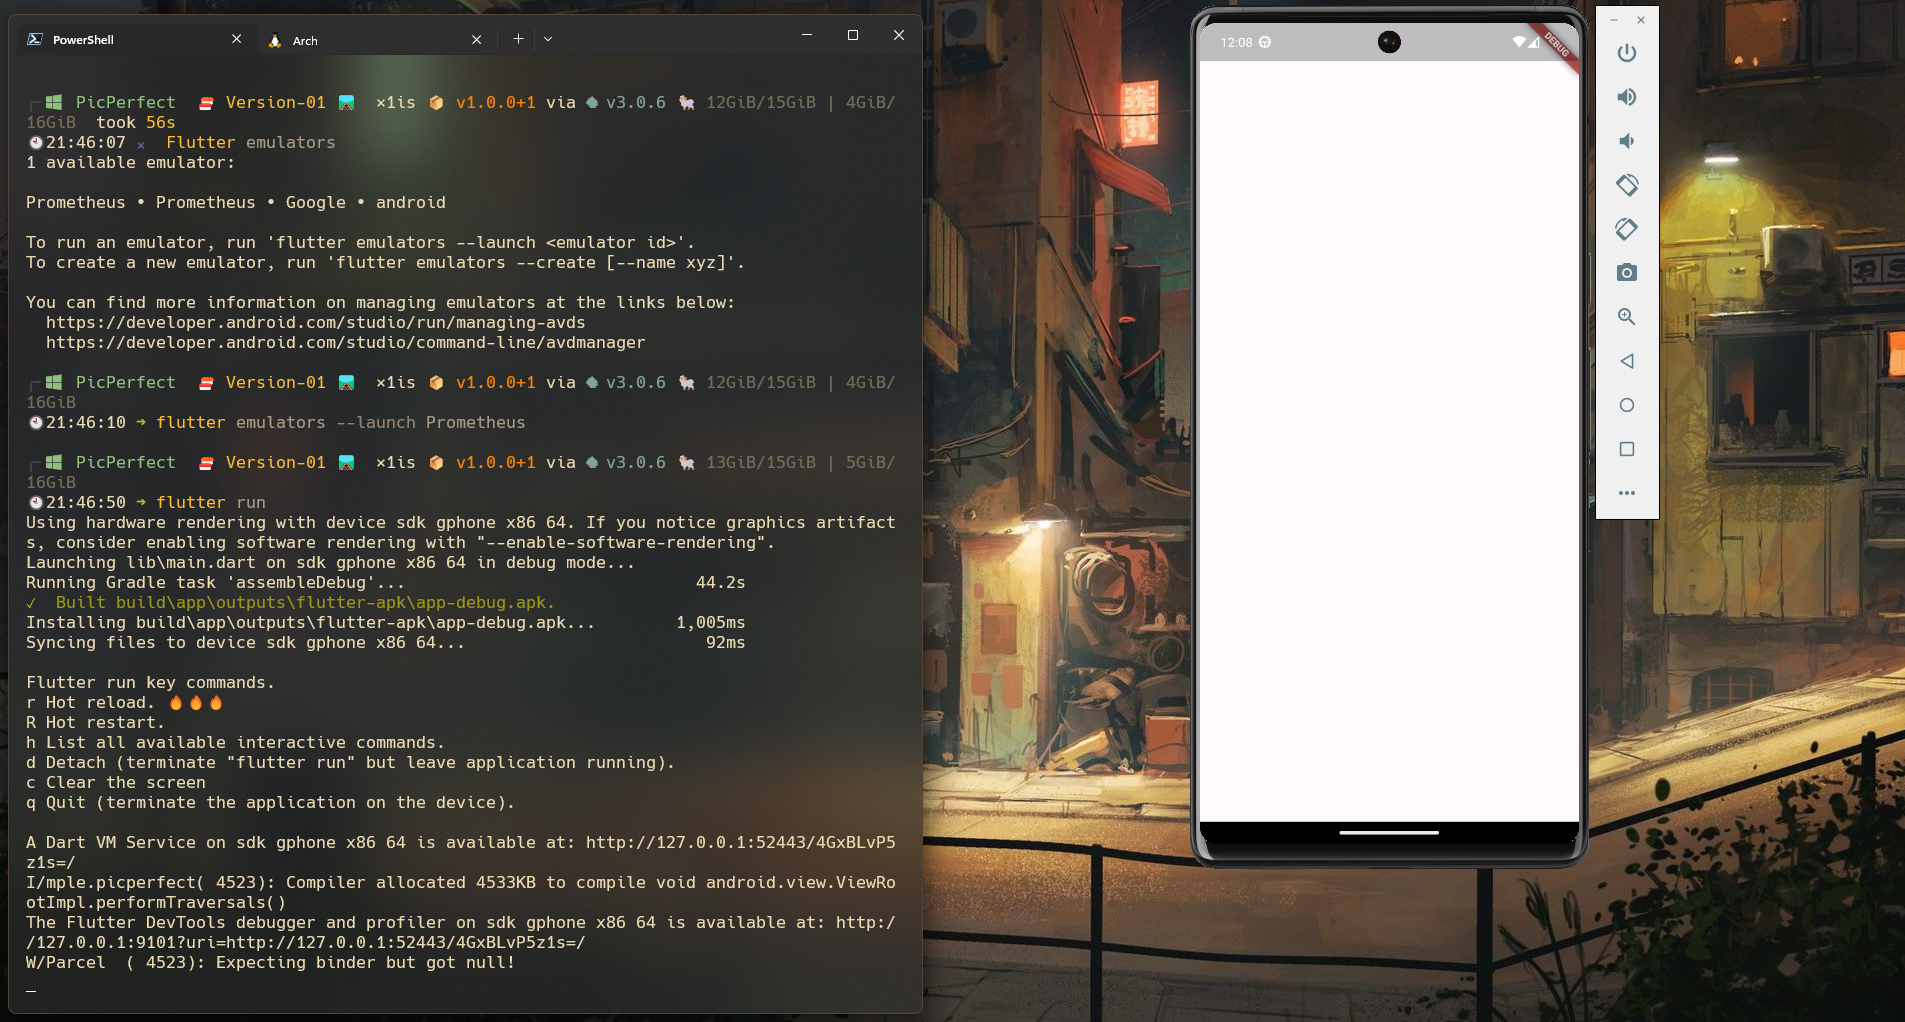 PowerShell
Arch
PicPerfect Version-01 ×1is v1.0.0+1 via v3.0.6 12GiB/15GiB | 4GiB/
16GiB took 56s
21:46:07 × Flutter emulators
1 available emulator:
Prometheus • Prometheus • Google • android
To run an emulator, run 'flutter emulators --launch <emulator id>'.
To create a new emulator, run 'flutter emulators --create [--name xyz]'.
You can find more information on managing emulators at the links below:
https://developer.android.com/studio/run/managing-avds
https://developer.android.com/studio/command-line/avdmanager
PicPerfect Version-01 ×1is v1.0.0+1 via v3.0.6 12GiB/15GiB | 4GiB/
16GiB
21:46:10 → flutter emulators --launch Prometheus
PicPerfect Version-01 ×1is v1.0.0+1 via v3.0.6 13GiB/15GiB | 5GiB/
16GiB
21:46:50 → flutter run
Using hardware rendering with device sdk gphone x86 64. If you notice graphics artifact
s, consider enabling software rendering with "--enable-software-rendering".
Launching lib\main.dart on sdk gphone x86 64 in debug mode...
Running Gradle task 'assembleDebug'... 44.2s
✓ Built build\app\outputs\flutter-apk\app-debug.apk.
Installing build\app\outputs\flutter-apk\app-debug.apk... 1,005ms
Syncing files to device sdk gphone x86 64... 92ms
Flutter run key commands.
r Hot reload. 🔥🔥🔥
R Hot restart.
h List all available interactive commands.
d Detach (terminate "flutter run" but leave application running).
c Clear the screen
q Quit (terminate the application on the device).
A Dart VM Service on sdk gphone x86 64 is available at: http://127.0.0.1:52443/4GxBLvP5
z1s=/
I/mple.picperfect( 4523): Compiler allocated 4533KB to compile void android.view.ViewRo
otImpl.performTraversals()
The Flutter DevTools debugger and profiler on sdk gphone x86 64 is available at: http:/
/127.0.0.1:9101?uri=http://127.0.0.1:52443/4GxBLvP5z1s=/
W/Parcel  ( 4523): Expecting binder but got null!
12:08
DEBUG